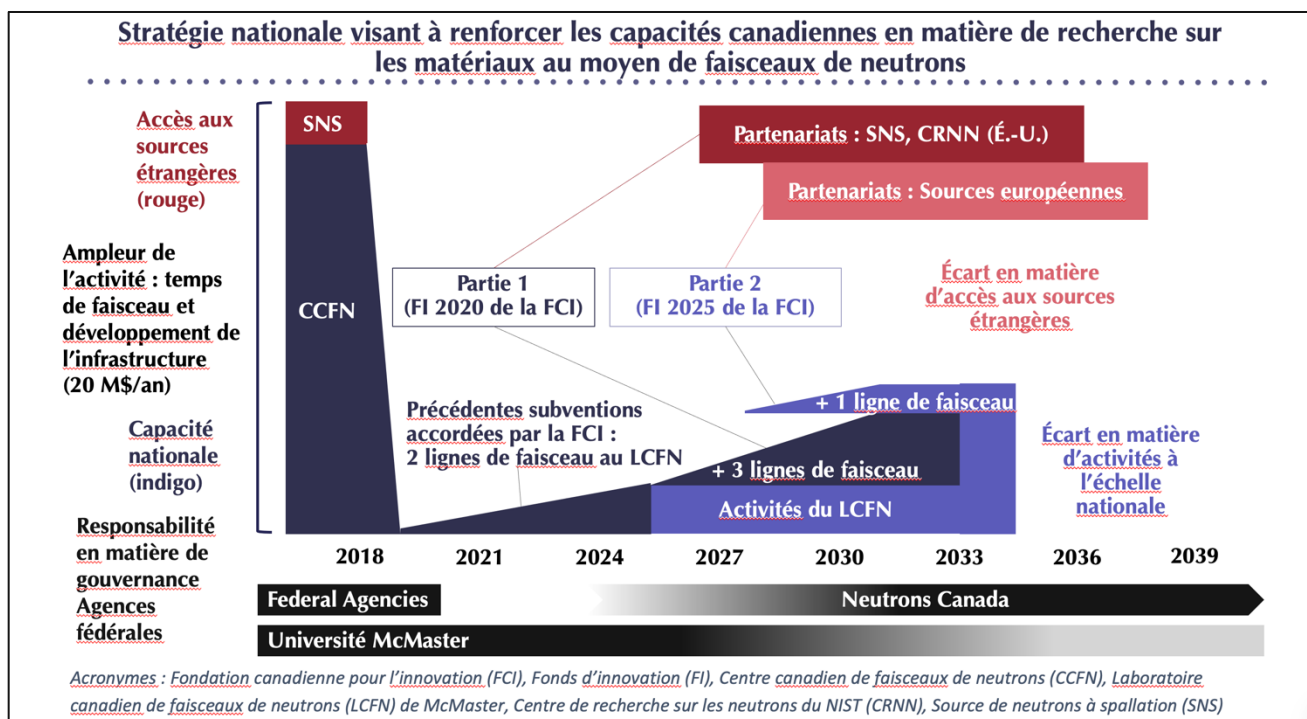 Stratégie nationale visant à renforcer les capacités canadiennes en matière de recherche sur
les matériaux au moyen de faisceaux de neutrons
Accès aux
sources
étrangères
(rouge)
SNS
Partenariats : SNS, CRNN (É.-U.)
Partenariats : Sources européennes
Ampleur de
l'activité : temps
de faisceau et
développement de
l'infrastructure
(20 M$/an)
CCFN
Partie 1
(FI 2020 de la FCI)
Partie 2
(FI 2025 de la FCI)
Écart en matière
d'accès aux sources
étrangères
Capacité
nationale
(indigo)
Précédentes subventions
accordées par la FCI :
2 lignes de faisceau au LCFN
+ 1 ligne de faisceau
+ 3 lignes de faisceau
Activités du LCFN
Écart en matière
d'activités à
l'échelle
nationale
2018 2021 2024 2027 2030 2033 2036 2039
Responsabilité
en matière de
gouvernance
Agences
fédérales
Federal Agencies
Neutrons Canada
Université McMaster
Acronymes : Fondation canadienne pour l'innovation (FCI), Fonds d'innovation (FI), Centre canadien de faisceaux de neutrons (CCFN), Laboratoire
canadien de faisceaux de neutrons (LCFN) de McMaster, Centre de recherche sur les neutrons du NIST (CRNN), Source de neutrons à spallation (SNS)